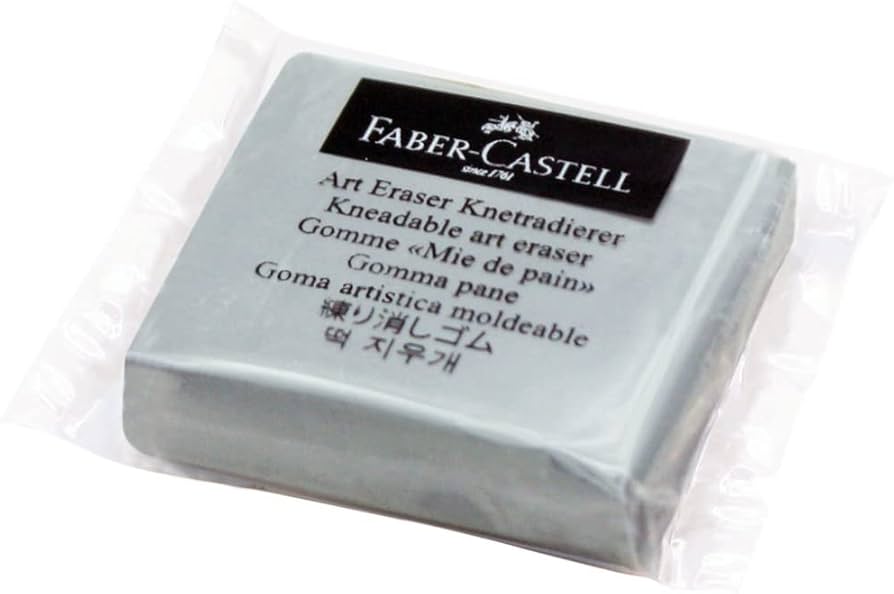 FABER-CASTELL
since 1761
Art Eraser Knetradierer
Kneadable art eraser
Gomme «Mie de pain»
Gomma pane
Goma artistica moldeable
練り消しゴム
떡 지우개